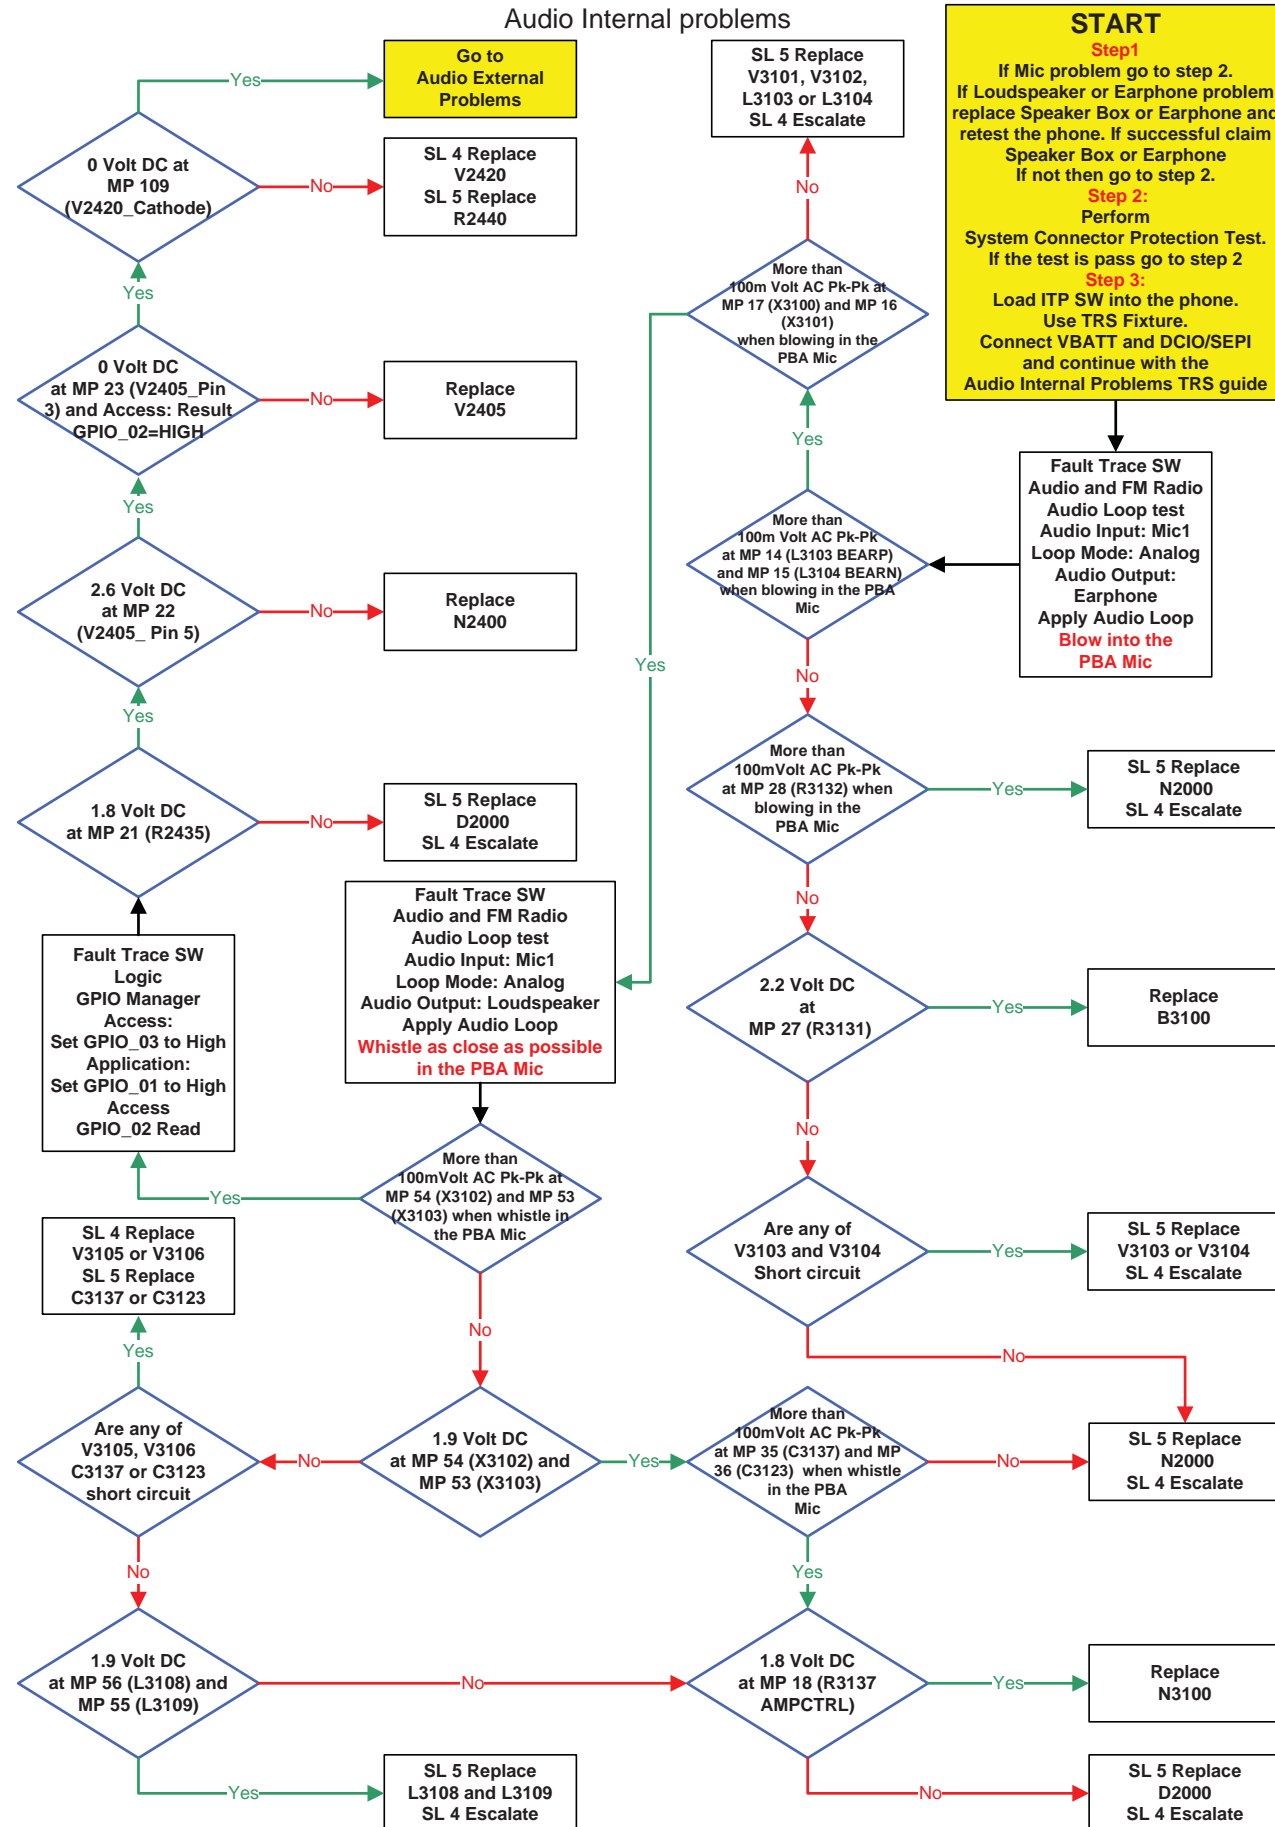 Audio Internal problems
START
Step1
If Mic problem go to step 2.
If Loudspeaker or Earphone problem
replace Speaker Box or Earphone and
retest the phone. If successful claim
Speaker Box or Earphone
If not then go to step 2.
Step 2:
Perform
System Connector Protection Test.
If the test is pass go to step 2
Step 3:
Load ITP SW into the phone.
Use TRS Fixture.
Connect VBATT and DCIO/SEPI
and continue with the
Audio Internal Problems TRS guide
Fault Trace SW
Audio and FM Radio
Audio Loop test
Audio Input: Mic1
Loop Mode: Analog
Audio Output:
Earphone
Apply Audio Loop
Blow into the
PBA Mic
More than
100m Volt AC Pk-Pk
at MP 14 (L3103 BEARP)
and MP 15 (L3104 BEARN)
when blowing in the PBA
Mic
Yes
No
More than
100m Volt AC Pk-Pk at
MP 17 (X3100) and MP 16
(X3101)
when blowing in the
PBA Mic
No
Yes
SL 5 Replace
V3101, V3102,
L3103 or L3104
SL 4 Escalate
More than
100mVolt AC Pk-Pk
at MP 28 (R3132) when
blowing in the
PBA Mic
Yes
No
SL 5 Replace
N2000
SL 4 Escalate
2.2 Volt DC
at
MP 27 (R3131)
Yes
No
Replace
B3100
Are any of
V3103 and V3104
Short circuit
Yes
No
SL 5 Replace
V3103 or V3104
SL 4 Escalate
SL 5 Replace
N2000
SL 4 Escalate
Fault Trace SW
Audio and FM Radio
Audio Loop test
Audio Input: Mic1
Loop Mode: Analog
Audio Output: Loudspeaker
Apply Audio Loop
Whistle as close as possible
in the PBA Mic
More than
100mVolt AC Pk-Pk at
MP 54 (X3102) and MP 53
(X3103) when whistle in
the PBA Mic
Yes
No
Fault Trace SW
Logic
GPIO Manager
Access:
Set GPIO_03 to High
Application:
Set GPIO_01 to High
Access
GPIO_02 Read
1.8 Volt DC
at MP 21 (R2435)
Yes
No
SL 5 Replace
D2000
SL 4 Escalate
2.6 Volt DC
at MP 22
(V2405_ Pin 5)
Yes
No
Replace
N2400
0 Volt DC
at MP 23 (V2405_Pin
3) and Access: Result
GPIO_02=HIGH
Yes
No
Replace
V2405
0 Volt DC at
MP 109
(V2420_Cathode)
Yes
No
SL 4 Replace
V2420
SL 5 Replace
R2440
Go to
Audio External
Problems
1.9 Volt DC
at MP 54 (X3102) and
MP 53 (X3103)
No
Yes
Are any of
V3105, V3106
C3137 or C3123
short circuit
Yes
No
SL 4 Replace
V3105 or V3106
SL 5 Replace
C3137 or C3123
More than
100mVolt AC Pk-Pk
at MP 35 (C3137) and MP
36 (C3123) when whistle
in the PBA
Mic
No
Yes
1.9 Volt DC
at MP 56 (L3108) and
MP 55 (L3109)
No
Yes
SL 5 Replace
L3108 and L3109
SL 4 Escalate
1.8 Volt DC
at MP 18 (R3137
AMPCTRL)
Yes
No
Replace
N3100
SL 5 Replace
D2000
SL 4 Escalate